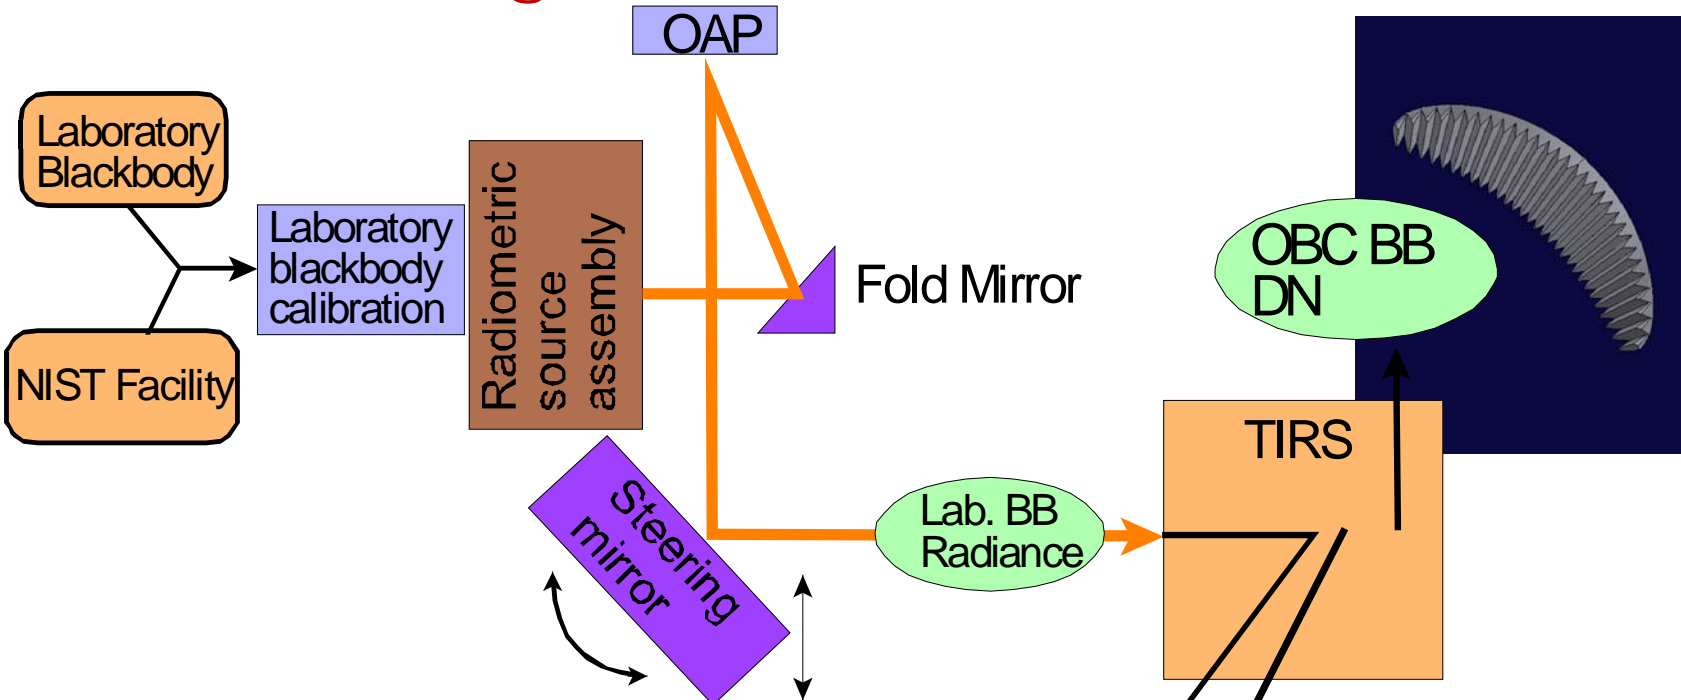 OAP
Laboratory
Blackbody
Laboratory
blackbody
calibration
NIST Facility
Radiometric
source
assembly
Fold Mirror
Steering
mirror
Lab. BB
Radiance
OBC BB
DN
TIRS